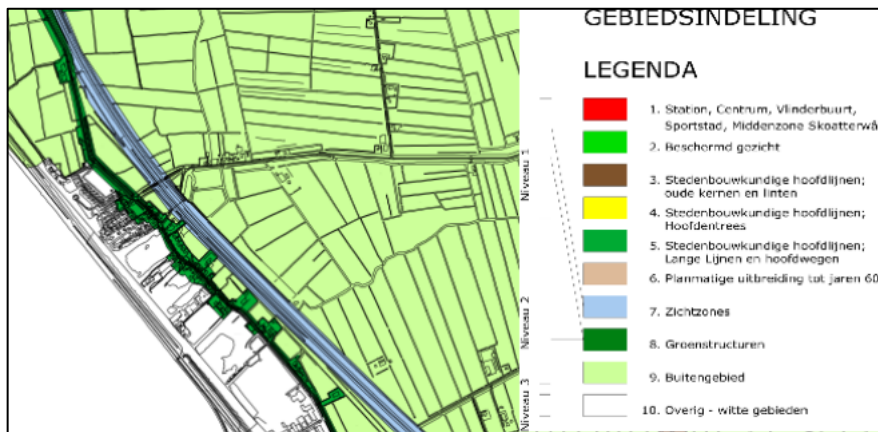 GEBIEDSINDELING
LEGENDA
1. Station, Centrum, Vlinderbuurt,
Sportstad, Middenzone Skoatterwâ
2. Beschermd gezicht
3. Stedenbouwkundige hoofdlijnen;
oude kernen en linten
4. Stedenbouwkundige hoofdlijnen;
Hoofdentrees
5. Stedenbouwkundige hoofdlijnen;
Lange Lijnen en hoofdwegen
6. Planmatige uitbreiding tot jaren 60
7. Zichtzones
8. Groenstructuren
9. Buitengebied
10. Overig - witte gebieden
Niveau 1
Niveau 2
Niveau 3